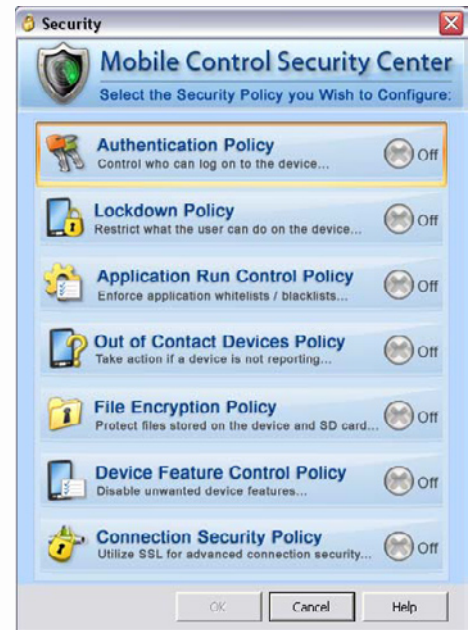 Security
Mobile Control Security Center
Select the Security Policy you Wish to Configure:
Authentication Policy
Control who can log on to the device...
Off
Lockdown Policy
Restrict what the user can do on the device...
Off
Application Run Control Policy
Enforce application whitelists / blacklists...
Off
Out of Contact Devices Policy
Take action if a device is not reporting...
Off
File Encryption Policy
Protect files stored on the device and SD card...
Off
Device Feature Control Policy
Disable unwanted device features...
Off
Connection Security Policy
Utilize SSL for advanced connection security...
Off
OK Cancel Help